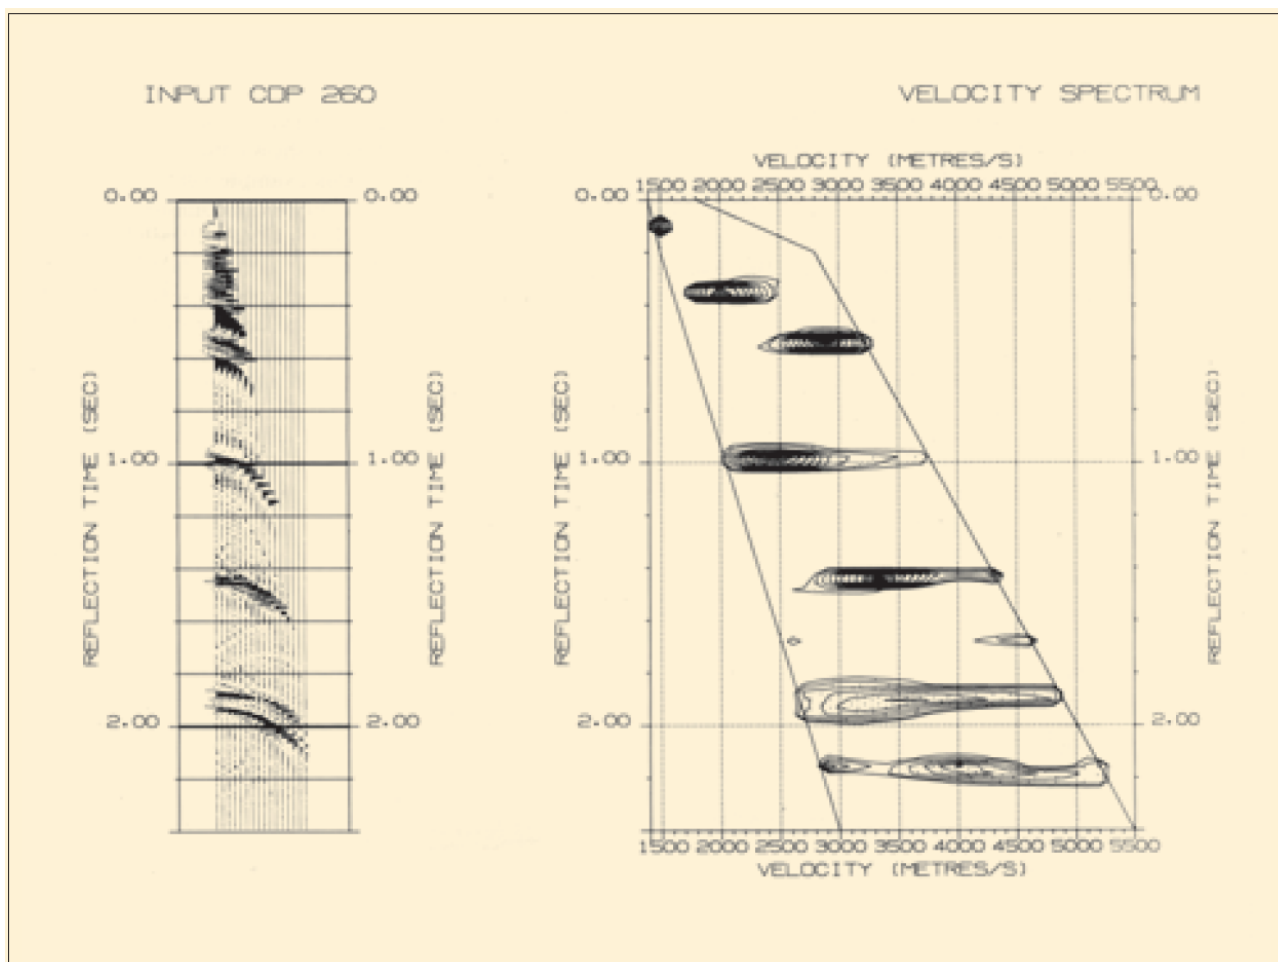 INPUT CDP 260
VELOCITY SPECTRUM
VELOCITY (METRES/S)
1500 2000 2500 3000 3500 4000 4500 5000 5500
0.00 0.00 0.00 0.00
REFLECTION TIME (SEC) REFLECTION TIME (SEC) REFLECTION TIME (SEC) REFLECTION TIME (SEC)
1.00 1.00 1.00 1.00
2.00 2.00 2.00 2.00
1500 2000 2500 3000 3500 4000 4500 5000 5500
VELOCITY (METRES/S)